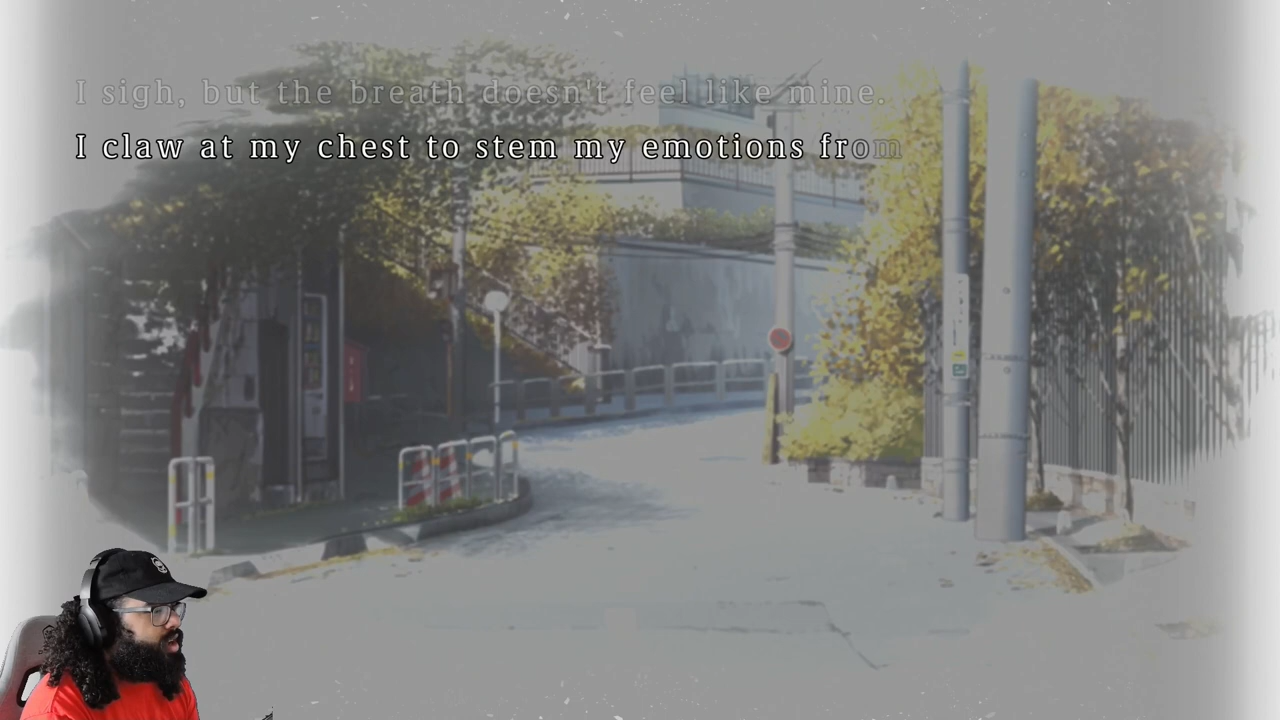 I sigh, but the breath doesn't feel like mine.
I claw at my chest to stem my emotions from